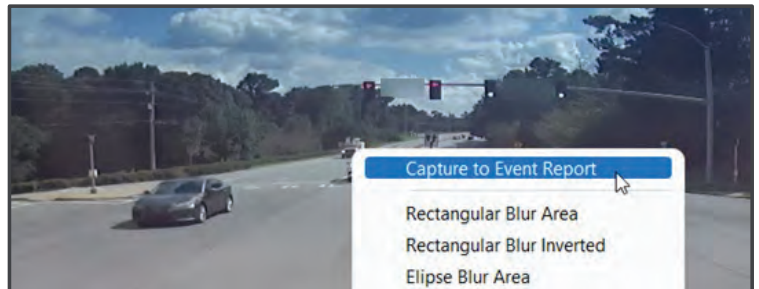 Capture to Event Report
Rectangular Blur Area
Rectangular Blur Inverted
Elipse Blur Area